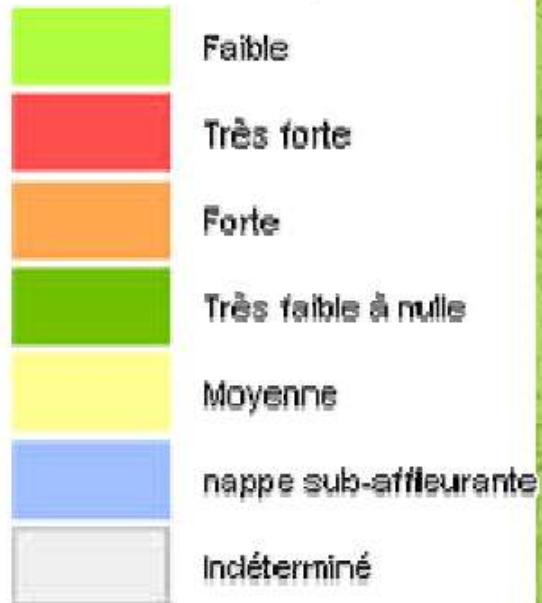 Faible
Très forte
Forte
Très faible à nulle
Moyenne
nappe sub-affleurante
Indéterminé